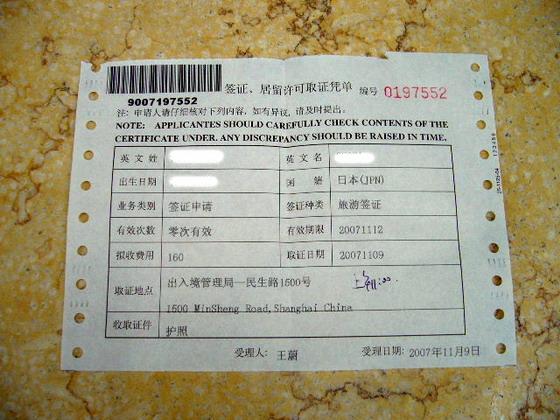 9007197552
签证、居留许可取证凭单 编号 0197552
注: 申请人请仔细核对下列内容, 如有异议, 请及时提出。
NOTE: APPLICANTES SHOULD CAREFULLY CHECK CONTENTS OF THE
CERTIFICATE UNDER. ANY DISCREPANCY SHOULD BE RAISED IN TIME.
英文姓 英文名
出生日期 国 籍 日本(JPN)
业务类别 签证申请 签证种类 旅游签证
有效次数 零次有效 有效期限 20071112
拟收费用 160 取证日期 20071109
取证地点 出入境管理局—民生路1500号 11:00.
1500 MinSheng Road,Shanghai China
收取证件 护照
受理人: 王蔚 受理日期: 2007年11月9日